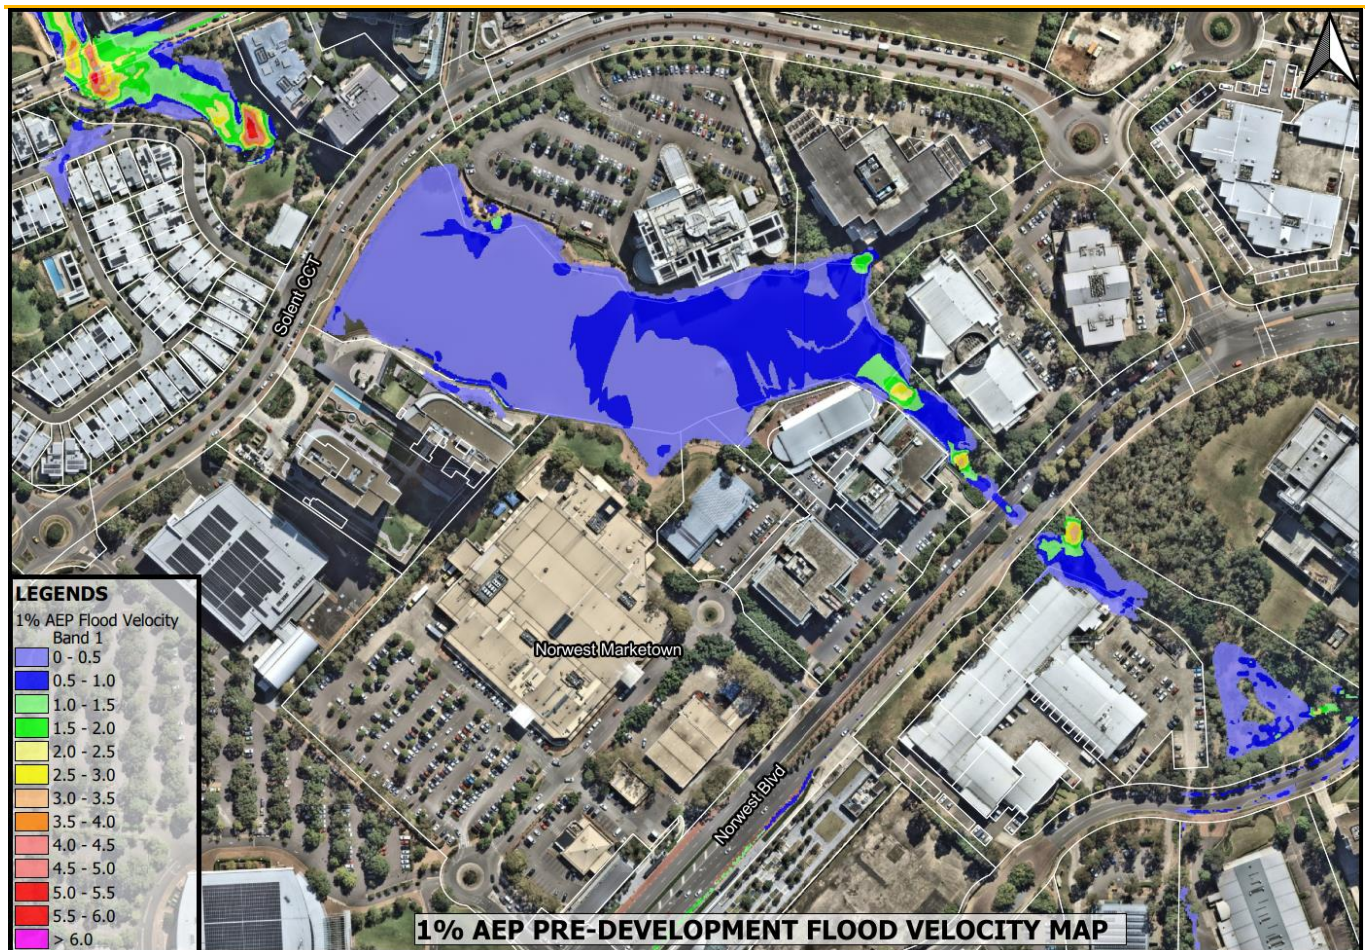 Solent CCT
Norwest Marketown
Norwest Blvd
LEGENDS
1% AEP Flood Velocity
Band 1
0 - 0.5
0.5 - 1.0
1.0 - 1.5
1.5 - 2.0
2.0 - 2.5
2.5 - 3.0
3.0 - 3.5
3.5 - 4.0
4.0 - 4.5
4.5 - 5.0
5.0 - 5.5
5.5 - 6.0
> 6.0
1% AEP PRE-DEVELOPMENT FLOOD VELOCITY MAP